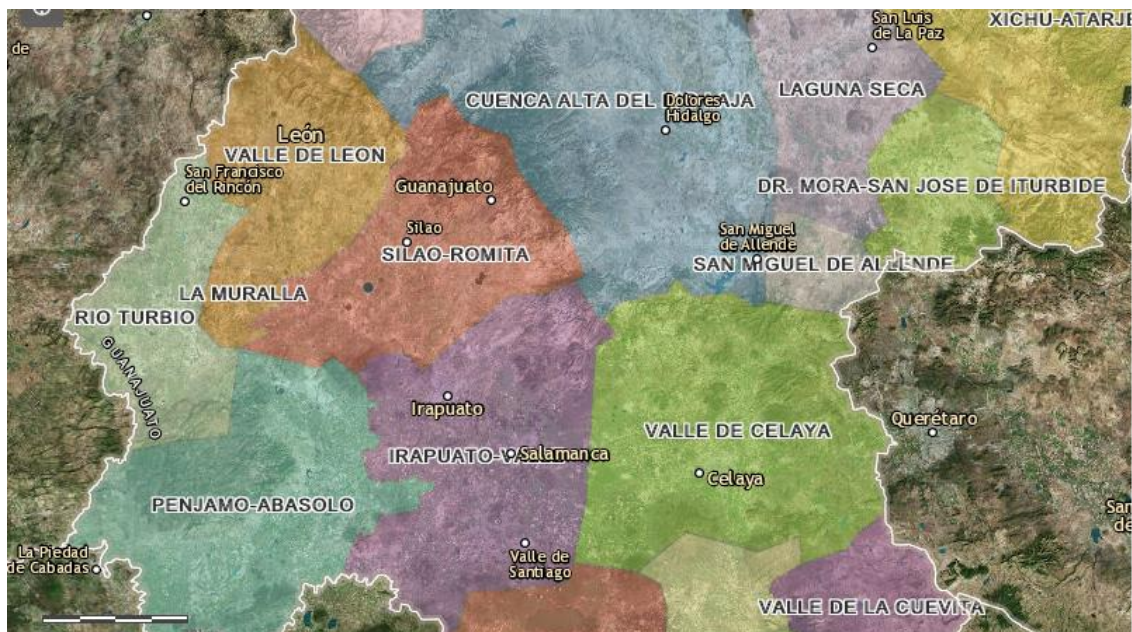 de
San Luis
de La Paz
XICHU-ATARJE
LAGUNA SECA
CUENCA ALTA DEL
Dolores
Hidalgo
León
VALLE DE LEON
San Francisco
del Rincón
Guanajuato
DR. MORA-SAN JOSE DE ITURBIDE
Silao
SILAO-ROMITA
San Miguel
de Allende
SAN MIGUEL DE ALLENDE
LA MURALLA
RIO TURBIO
GUANAJUATO
Irapuato
Querétaro
VALLE DE CELAYA
IRAPUATO-
Salamanca
Celaya
PENJAMO-ABASOLO
San
de
La Piedad
de Cabadas
Valle de
Santiago
VALLE DE LA CUEVITA